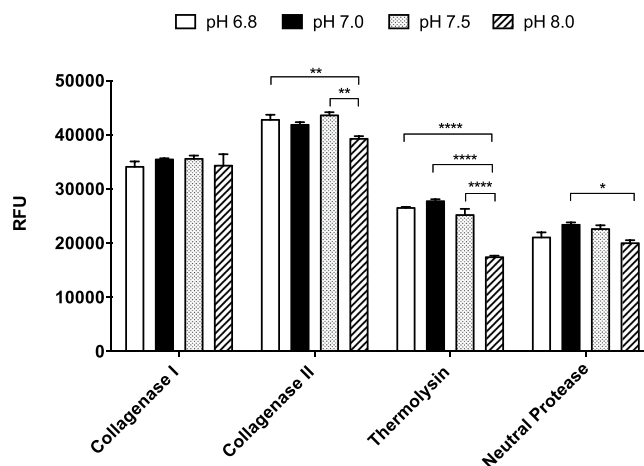 pH 6.8 pH 7.0 pH 7.5 pH 8.0
50000
40000
30000
20000
10000
0
RFU
**
**
****
****
****
*
Collagenase I
Collagenase II
Thermolysin
Neutral Protease